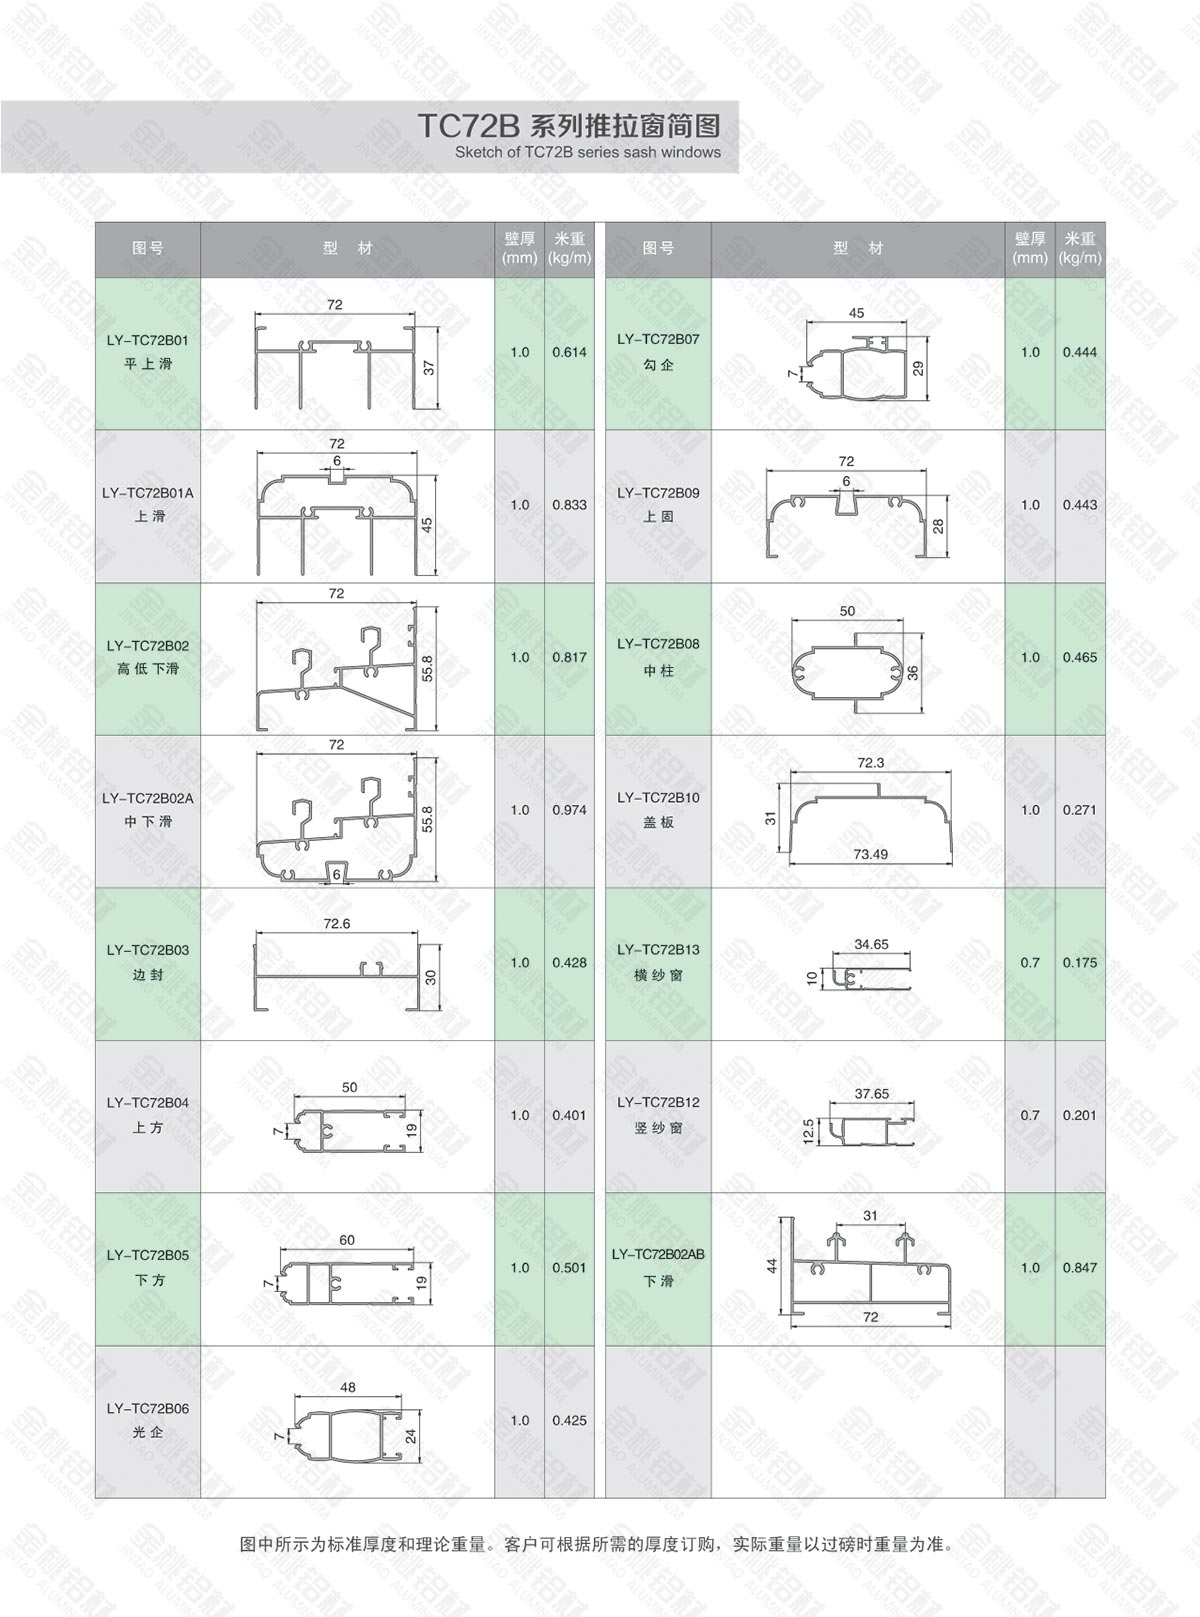 TC72B 系列推拉窗简图
Sketch of TC72B series sash windows
图号 型材 壁厚(mm) 米重(kg/m) 图号 型材 壁厚(mm) 米重(kg/m)
LY-TC72B01
平上滑
72
37
1.0 0.614
LY-TC72B07
勾企
45
7
29
1.0 0.444
LY-TC72B01A
上滑
72
6
45
1.0 0.833
LY-TC72B09
上固
72
6
28
1.0 0.443
LY-TC72B02
高低下滑
72
55.8
1.0 0.817
LY-TC72B08
中柱
50
36
1.0 0.465
LY-TC72B02A
中下滑
72
55.8
6
1.0 0.974
LY-TC72B10
盖板
72.3
31
73.49
1.0 0.271
LY-TC72B03
边封
72.6
30
1.0 0.428
LY-TC72B13
横纱窗
34.65
10
0.7 0.175
LY-TC72B04
上方
50
7
19
1.0 0.401
LY-TC72B12
竖纱窗
37.65
12.5
0.7 0.201
LY-TC72B05
下方
60
7
19
1.0 0.501
LY-TC72B02AB
下滑
31
44
72
1.0 0.847
LY-TC72B06
光企
48
7
24
1.0 0.425
图中所示为标准厚度和理论重量。客户可根据所需的厚度订购，实际重量以过磅时重量为准。
金桃铝材
JINTAO ALUMINIUM